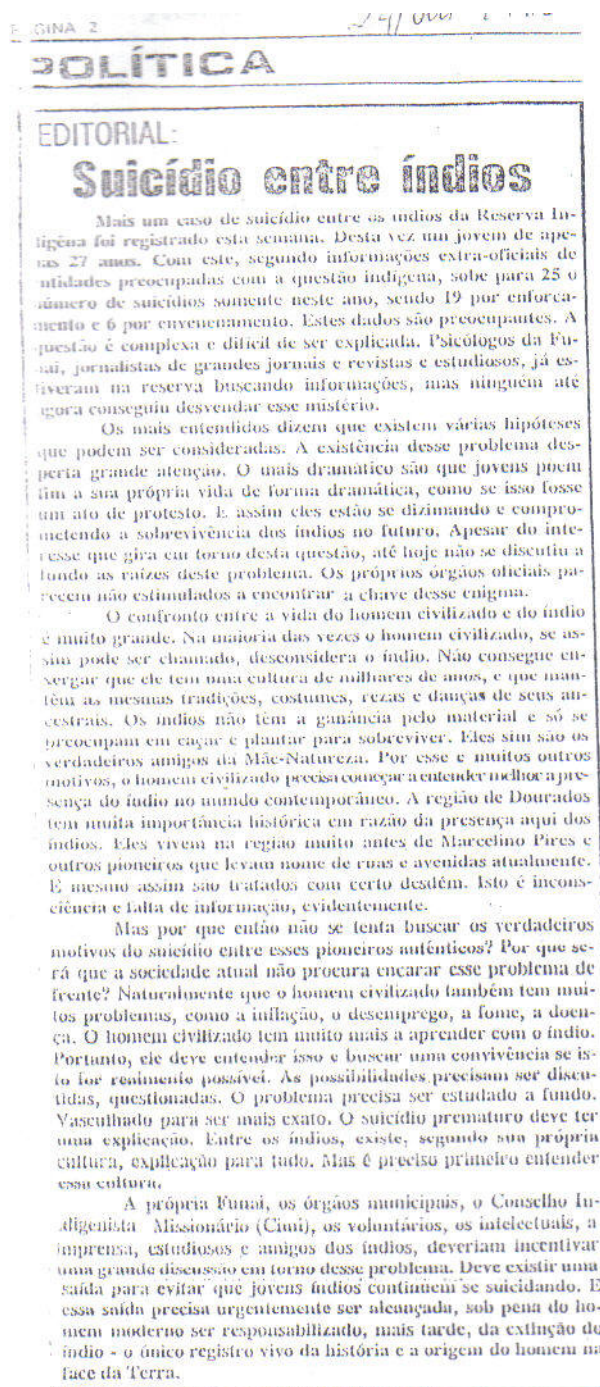 PÁGINA 2
POLÍTICA
EDITORIAL:
Suicídio entre índios
Mais um caso de suicídio entre os índios da Reserva In-
digêna foi registrado esta semana. Desta vez um jovem de ape-
nas 27 anos. Com este, segundo informações extra-oficiais de
entidades preocupadas com a questão indígena, sobe para 25 o
número de suicídios somente neste ano, sendo 19 por enforca-
mento e 6 por envenenamento. Estes dados são preocupantes. A
questão é complexa e difícil de ser explicada. Psicólogos da Fu-
nai, jornalistas de grandes jornais e revistas e estudiosos, já es-
tiveram na reserva buscando informações, mas ninguém até
agora conseguiu desvendar esse mistério.
Os mais entendidos dizem que existem várias hipóteses
que podem ser consideradas. A existência desse problema des-
perta grande atenção. O mais dramático são que jovens poem
fim a sua própria vida de forma dramática, como se isso fosse
um ato de protesto. E assim eles estão se dizimando e compro-
metendo a sobrevivência dos índios no futuro. Apesar do inte-
resse que gira em torno desta questão, até hoje não se discutiu a
fundo as raízes deste problema. Os próprios órgãos oficiais pa-
recem não estimulados a encontrar a chave desse enigma.
O confronto entre a vida do homem civilizado e do índio
é muito grande. Na maioria das vezes o homem civilizado, se as-
sim pode ser chamado, desconsidera o índio. Não consegue en-
xergar que ele tem uma cultura de milhares de anos, e que man-
têm as mesmas tradições, costumes, rezas e danças de seus an-
cestrais. Os índios não têm a ganância pelo material e só se
preocupam em caçar e plantar para sobreviver. Eles sim são os
verdadeiros amigos da Mãe-Natureza. Por esse e muitos outros
motivos, o homem civilizado precisa começar a entender melhor a pre-
sença do índio no mundo contemporâneo. A região de Dourados
tem muita importância histórica em razão da presença aqui dos
índios. Eles vivem na região muito antes de Marcelino Pires e
outros pioneiros que levam nome de ruas e avenidas atualmente.
E mesmo assim são tratados com certo desdém. Isto é incons-
ciência e falta de informação, evidentemente.
Mas por que então não se tenta buscar os verdadeiros
motivos do suicídio entre esses pioneiros autênticos? Por que se-
rá que a sociedade atual não procura encarar esse problema de
frente? Naturalmente que o homem civilizado também tem mui-
tos problemas, como a inflação, o desemprego, a fome, a doen-
ça. O homem civilizado tem muito mais a aprender com o índio.
Portanto, ele deve entender isso e buscar uma convivência se is-
to for realmente possível. As possibilidades precisam ser discu-
tidas, questionadas. O problema precisa ser estudado a fundo.
Vasculhado para ser mais exato. O suicídio prematuro deve ter
uma explicação. Entre os índios, existe, segundo sua própria
cultura, explicação para tudo. Mas é preciso primeiro entender
essa cultura.
A própria Funai, os órgãos municipais, o Conselho In-
digenista Missionário (Cimi), os voluntários, os intelectuais, a
imprensa, estudiosos e amigos dos índios, deveriam incentivar
uma grande discussão em torno desse problema. Deve existir uma
saída para evitar que jovens índios continuem se suicidando. E
essa saída precisa urgentemente ser alcançada, sob pena do ho-
mem moderno ser responsabilizado, mais tarde, da extinção do
índio - o único registro vivo da história e a origem do homem na
face da Terra.